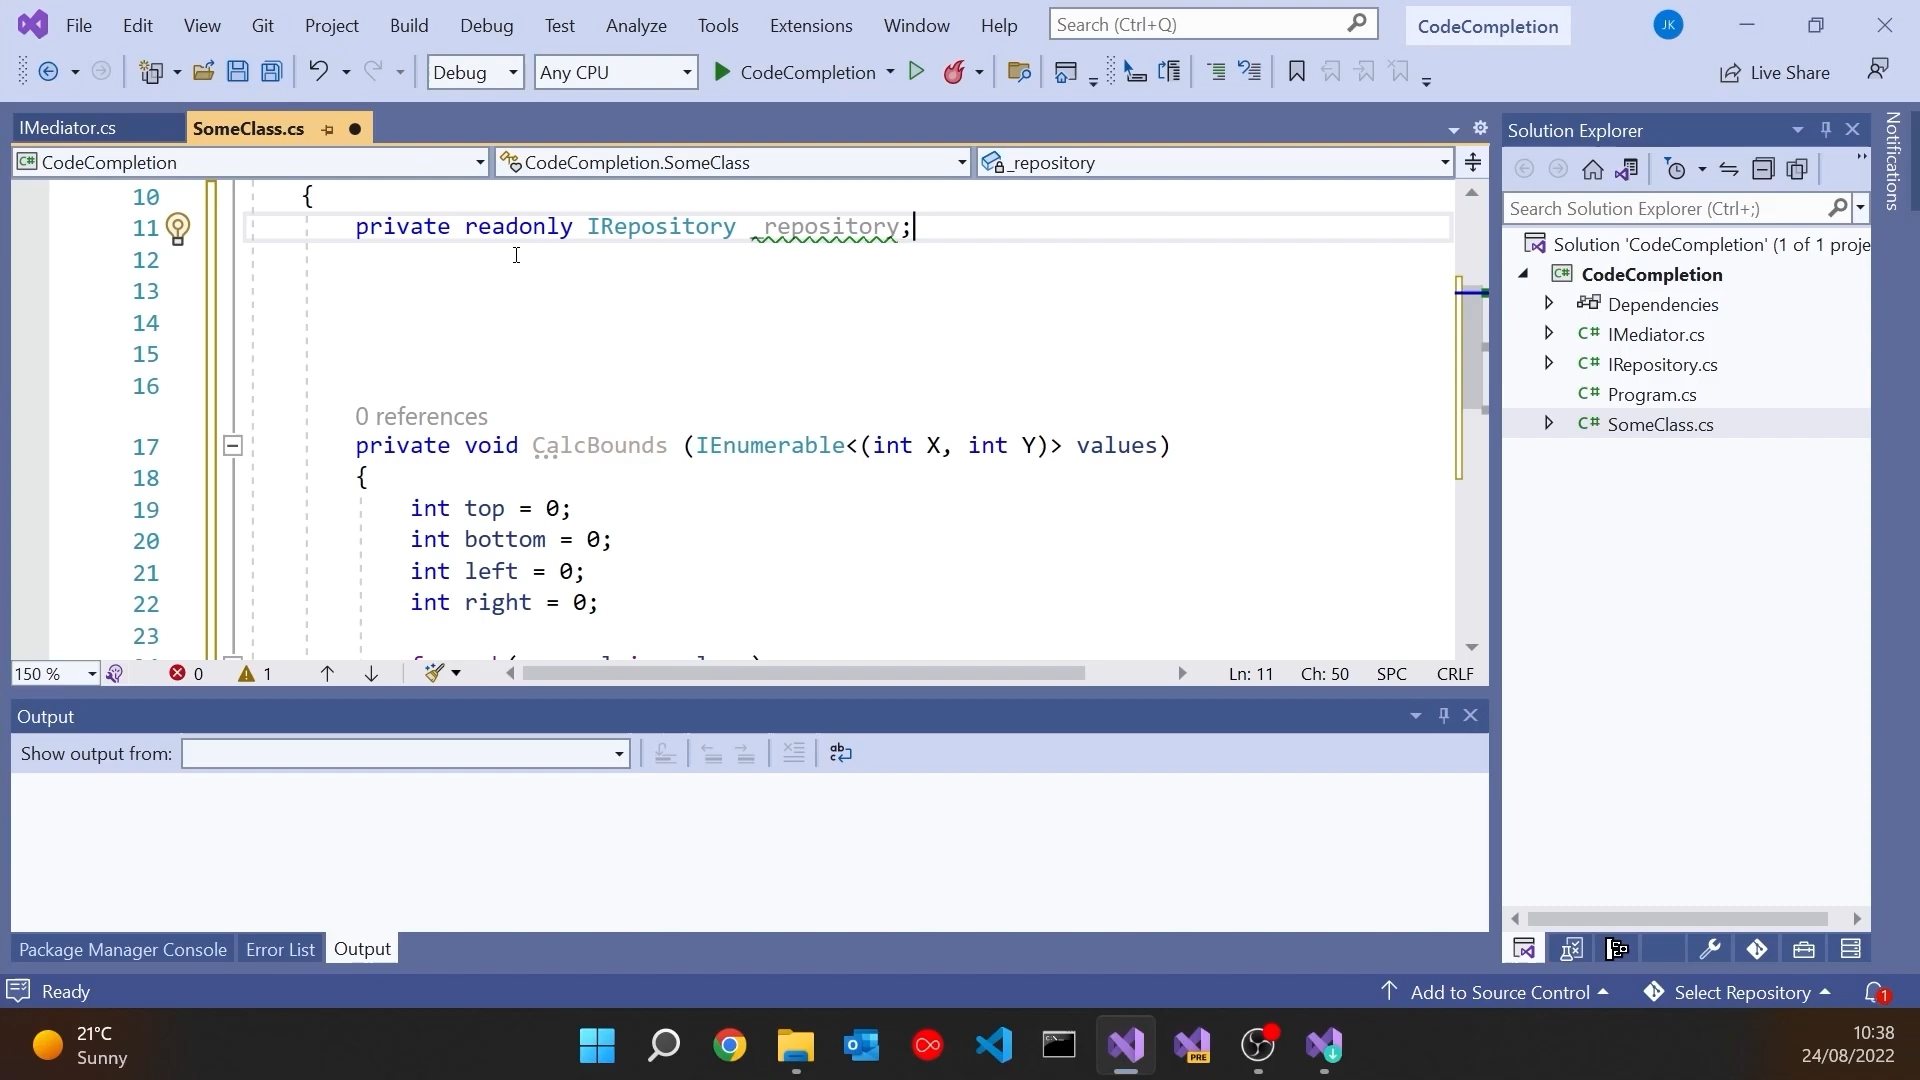 File Edit View Git Project Build Debug Test Analyze Tools Extensions Window Help Search (Ctrl+Q) CodeCompletion JK
Debug Any CPU CodeCompletion Live Share
IMediator.cs SomeClass.cs
CodeCompletion CodeCompletion.SomeClass _repository
10 {
11 private readonly IRepository _repository;
12
13
14
15
16
0 references
17 private void CalcBounds (IEnumerable<(int X, int Y)> values)
18 {
19 int top = 0;
20 int bottom = 0;
21 int left = 0;
22 int right = 0;
23
150 % 0 1 Ln: 11 Ch: 50 SPC CRLF
Output
Show output from:
Package Manager Console Error List Output
Solution Explorer
Search Solution Explorer (Ctrl+;)
Solution 'CodeCompletion' (1 of 1 proje
C# CodeCompletion
Dependencies
C# IMediator.cs
C# IRepository.cs
C# Program.cs
C# SomeClass.cs
Notifications
Ready Add to Source Control Select Repository 1
21°C
Sunny
PRE
10:38
24/08/2022